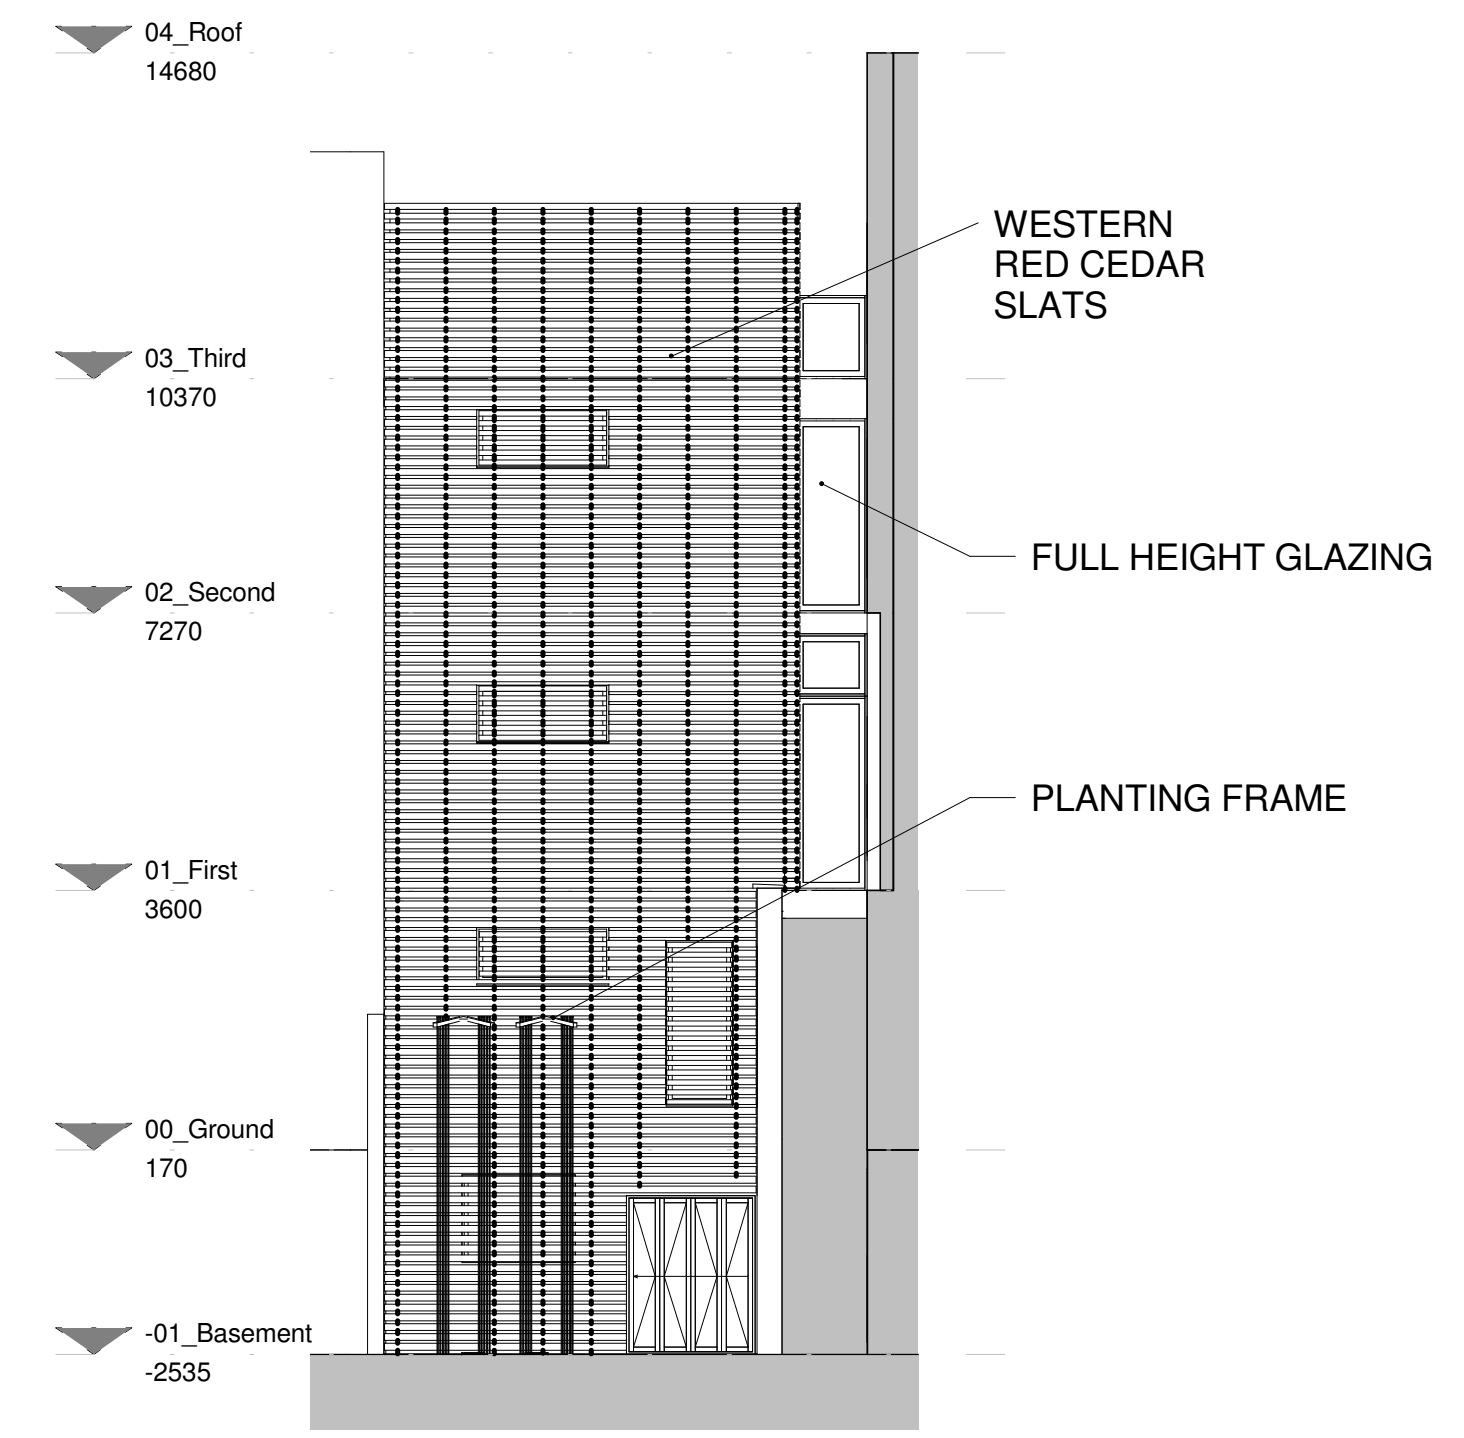 04_Roof
14680
WESTERN
RED CEDAR
SLATS
03_Third
10370
FULL HEIGHT GLAZING
02_Second
7270
PLANTING FRAME
01_First
3600
00_Ground
170
-01_Basement
-2535